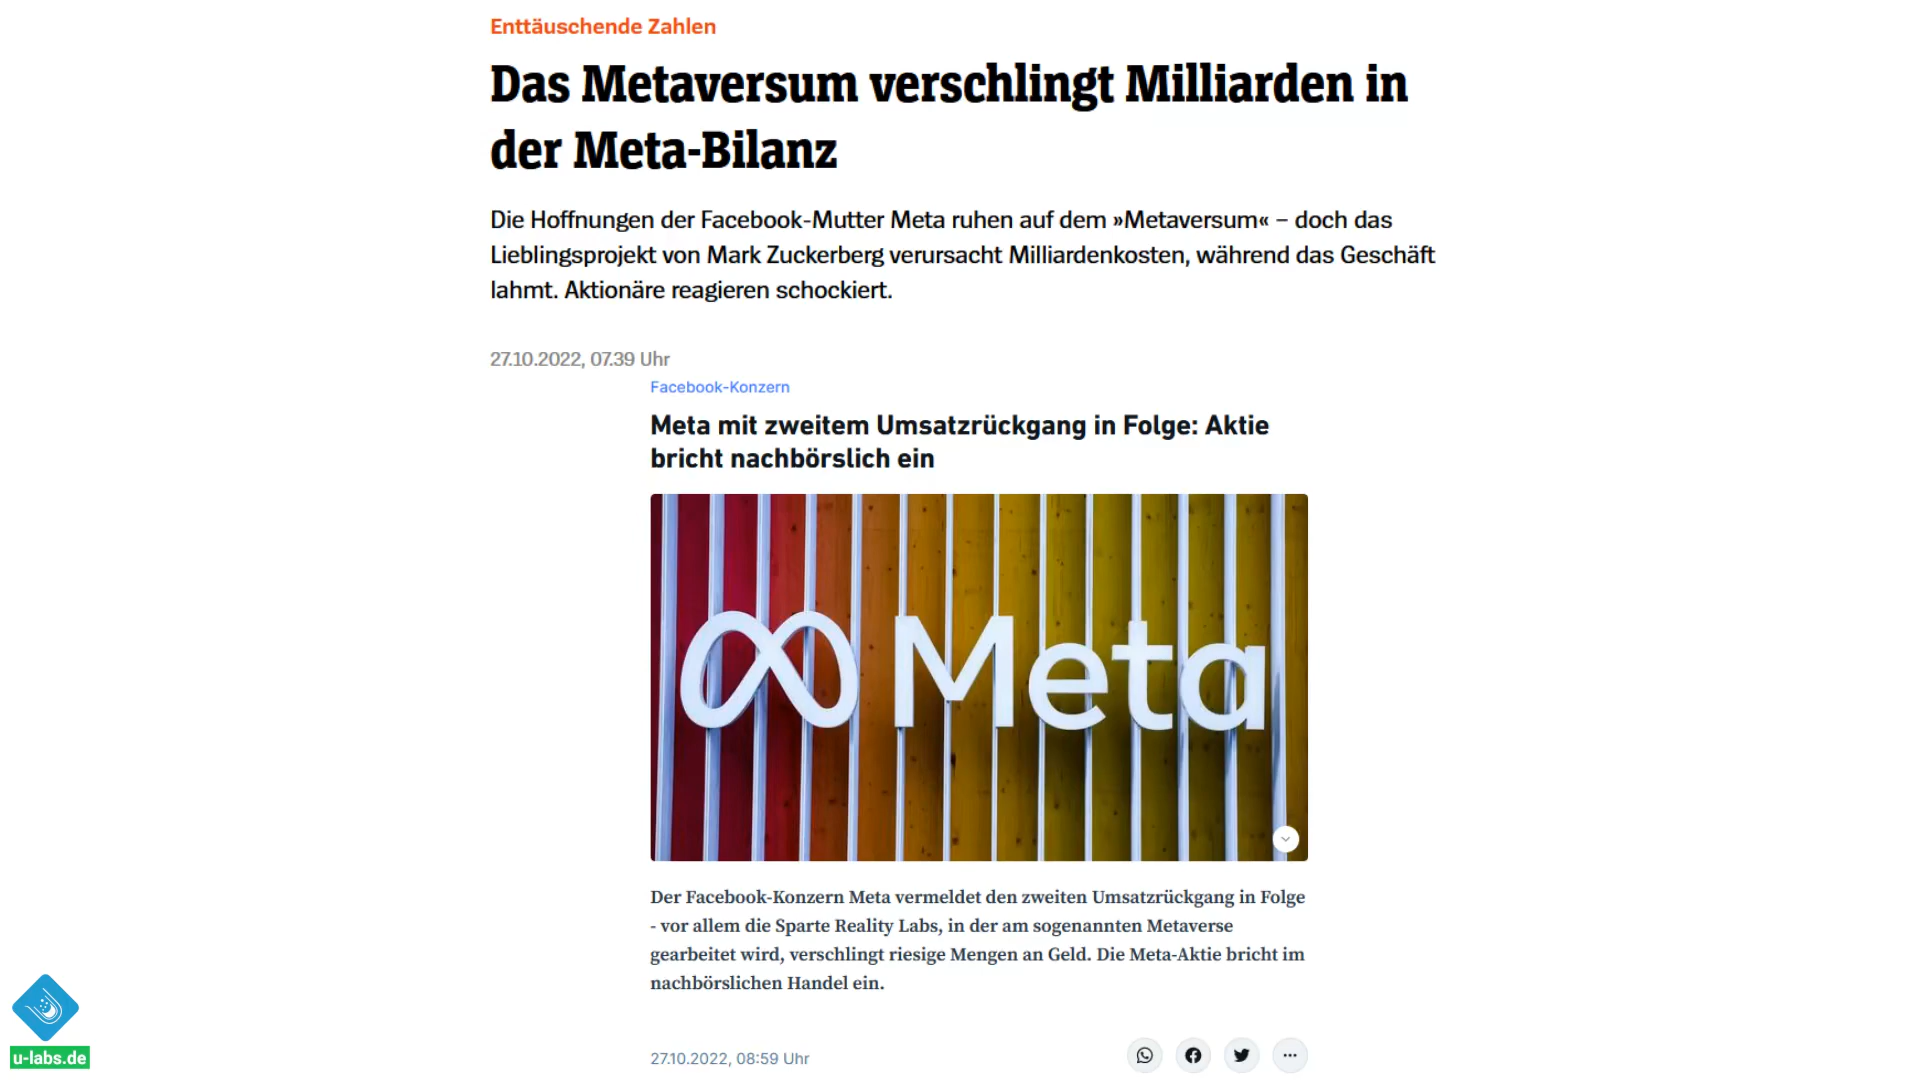 Enttäuschende Zahlen
Das Metaversum verschlingt Milliarden in
der Meta-Bilanz
Die Hoffnungen der Facebook-Mutter Meta ruhen auf dem »Metaversum« – doch das
Lieblingsprojekt von Mark Zuckerberg verursacht Milliardenkosten, während das Geschäft
lahmt. Aktionäre reagieren schockiert.
27.10.2022, 07.39 Uhr
Facebook-Konzern
Meta mit zweitem Umsatzrückgang in Folge: Aktie
bricht nachbörslich ein
Meta
Der Facebook-Konzern Meta vermeldet den zweiten Umsatzrückgang in Folge
- vor allem die Sparte Reality Labs, in der am sogenannten Metaverse
gearbeitet wird, verschlingt riesige Mengen an Geld. Die Meta-Aktie bricht im
nachbörslichen Handel ein.
27.10.2022, 08:59 Uhr
u-labs.de